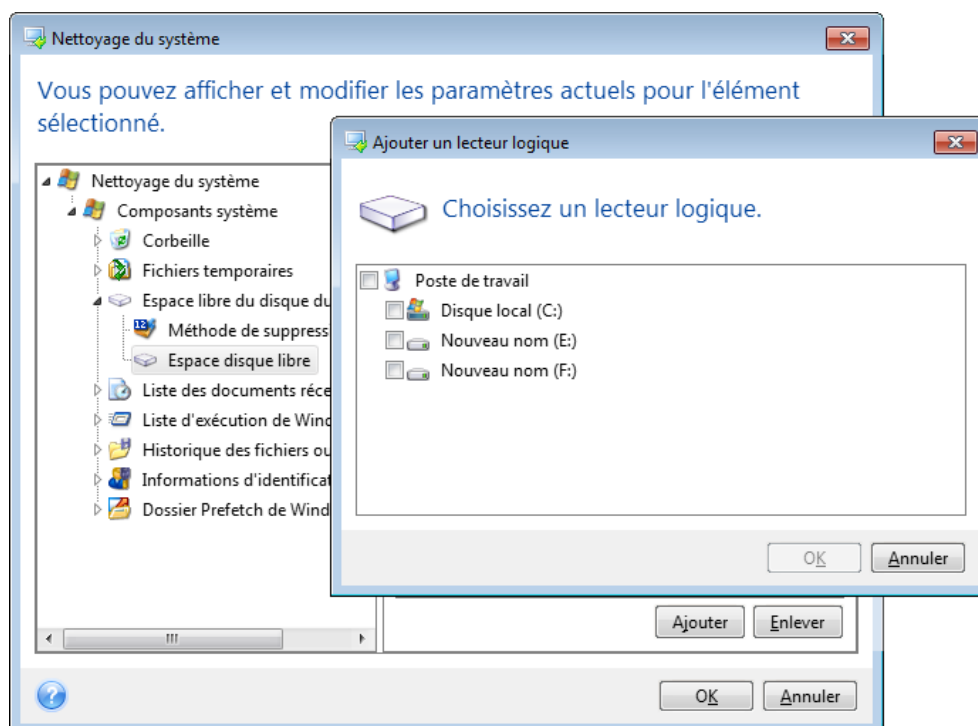 Nettoyage du système
Vous pouvez afficher et modifier les paramètres actuels pour l'élément
sélectionné.
Nettoyage du système
Composants système
Corbeille
Fichiers temporaires
Espace libre du disque du
Méthode de suppress
Espace disque libre
Liste des documents réce
Liste d'exécution de Wind
Historique des fichiers ou
Informations d'identificat
Dossier Prefetch de Wind
Ajouter un lecteur logique
Choisissez un lecteur logique.
Poste de travail
Disque local (C:)
Nouveau nom (E:)
Nouveau nom (F:)
OK
Annuler
Ajouter
Enlever
OK
Annuler